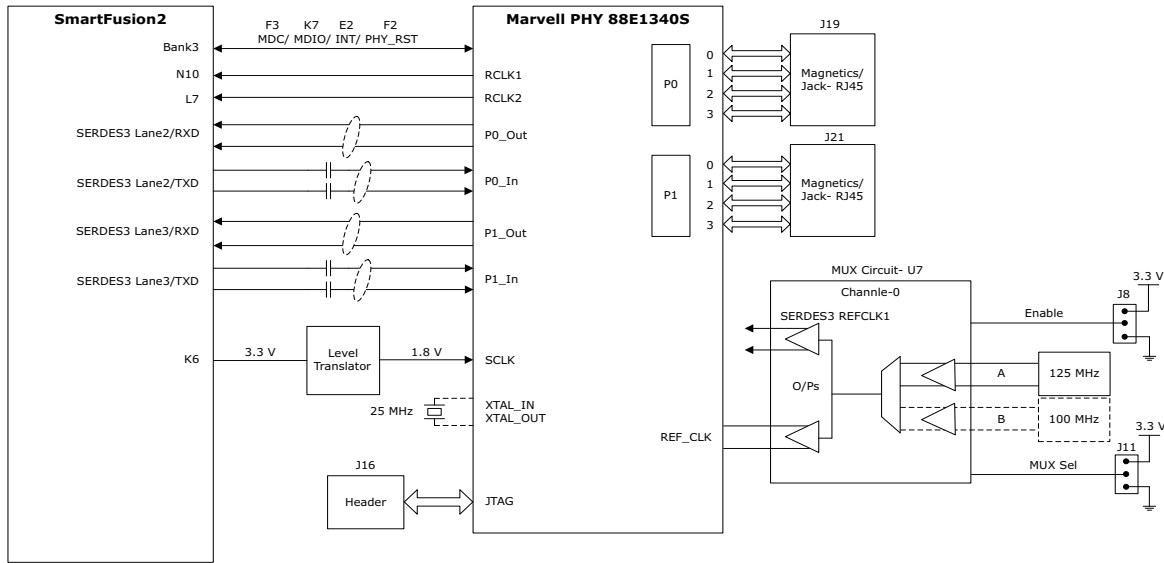 SmartFusion2
Marvell PHY 88E1340S
F3 K7 E2 F2
MDC/ MDIO/ INT/ PHY_RST
Bank3
N10
RCLK1
L7
RCLK2
SERDES3 Lane2/RXD
P0_Out
SERDES3 Lane2/TXD
P0_In
SERDES3 Lane3/RXD
P1_Out
SERDES3 Lane3/TXD
P1_In
K6
3.3 V
Level
Translator
1.8 V
SCLK
25 MHz
XTAL_IN
XTAL_OUT
J16
Header
JTAG
P0
0
1
2
3
J19
Magnetics/
Jack- RJ45
P1
0
1
2
3
J21
Magnetics/
Jack- RJ45
MUX Circuit- U7
Channle-0
SERDES3 REFCLK1
O/Ps
REF_CLK
Enable
J8
3.3 V
A
125 MHz
B
100 MHz
MUX Sel
J11
3.3 V